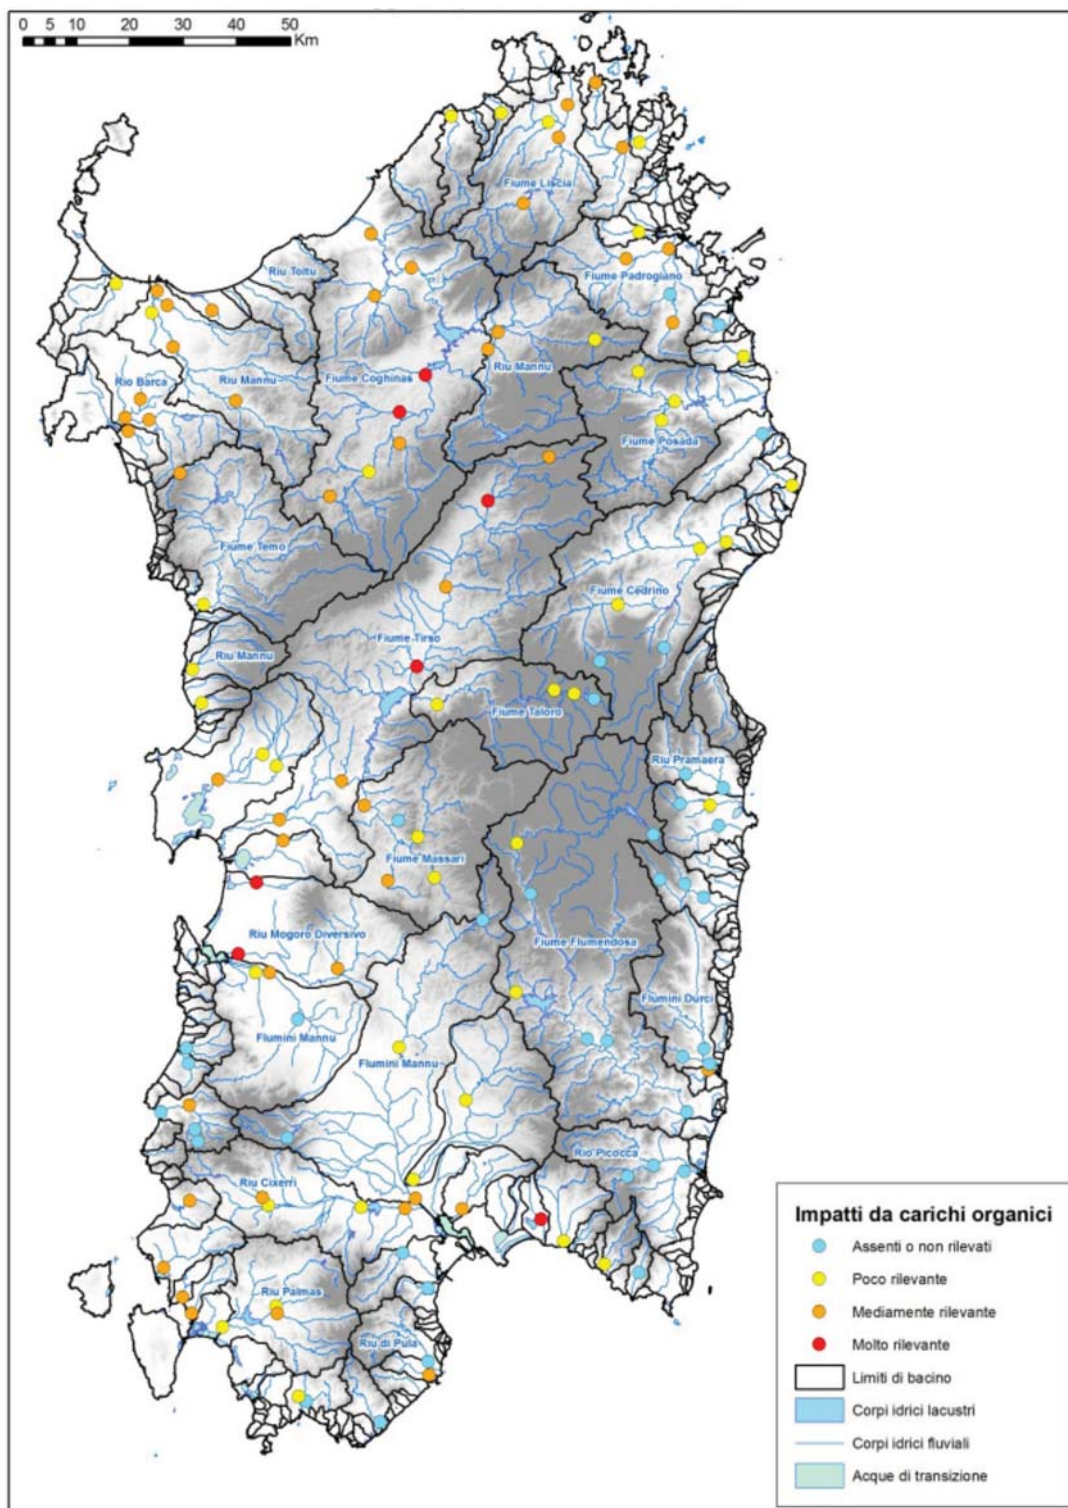 0 5 10 20 30 40 50
Km
Fiume Liscia
Riu Toltu
Fiume Padrogiano
Riu Mannu
Fiume Coghinas
Rio Barca
Riu Mannu
Fiume Posada
Fiume Temo
Fiume Cedrino
Fiume Tirso
Riu Mannu
Fiume Taloro
Riu Pramaera
Fiume Massari
Riu Mogoro Diversivo
Fiume Flumendosa
Flumini Durci
Flumini Mannu
Flumini Mannu
Rio Picocca
Riu Cixerri
Riu Palmas
Riu di Pula
Impatti da carichi organici
Assenti o non rilevati
Poco rilevante
Mediamente rilevante
Molto rilevante
Limiti di bacino
Corpi idrici lacustri
Corpi idrici fluviali
Acque di transizione